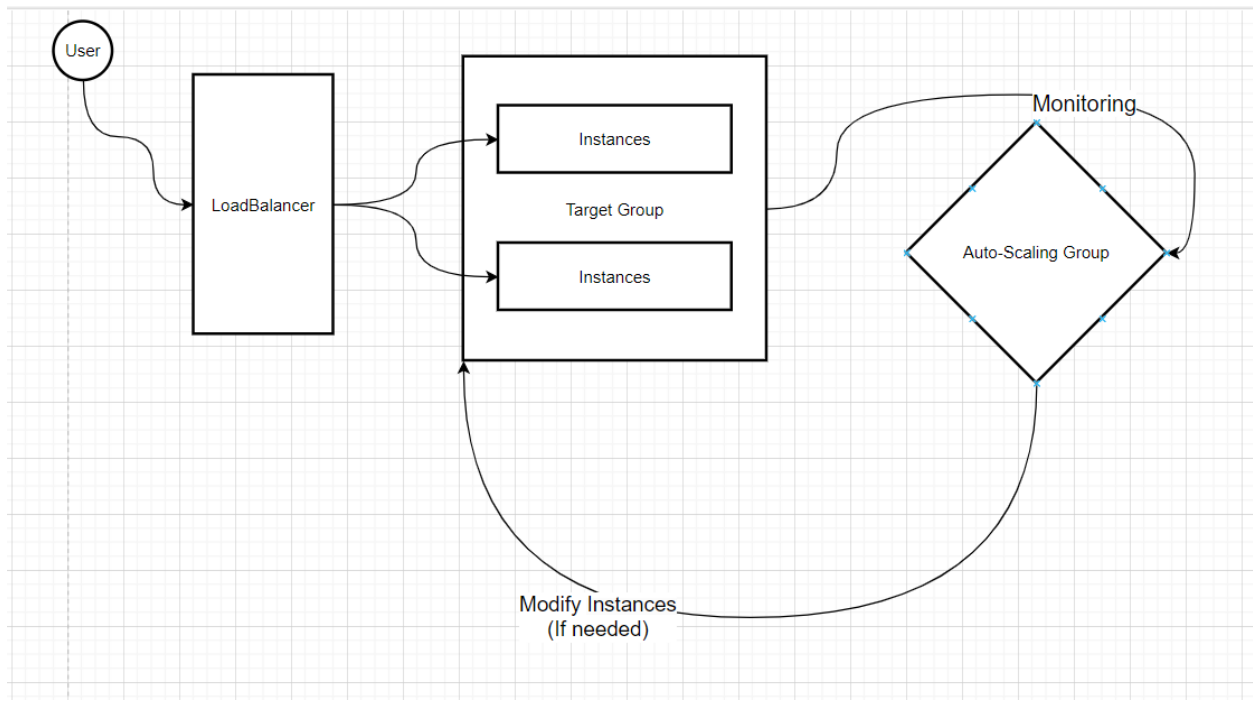 User
LoadBalancer
Instances
Target Group
Instances
Monitoring
Auto-Scaling Group
Modify Instances
(If needed)